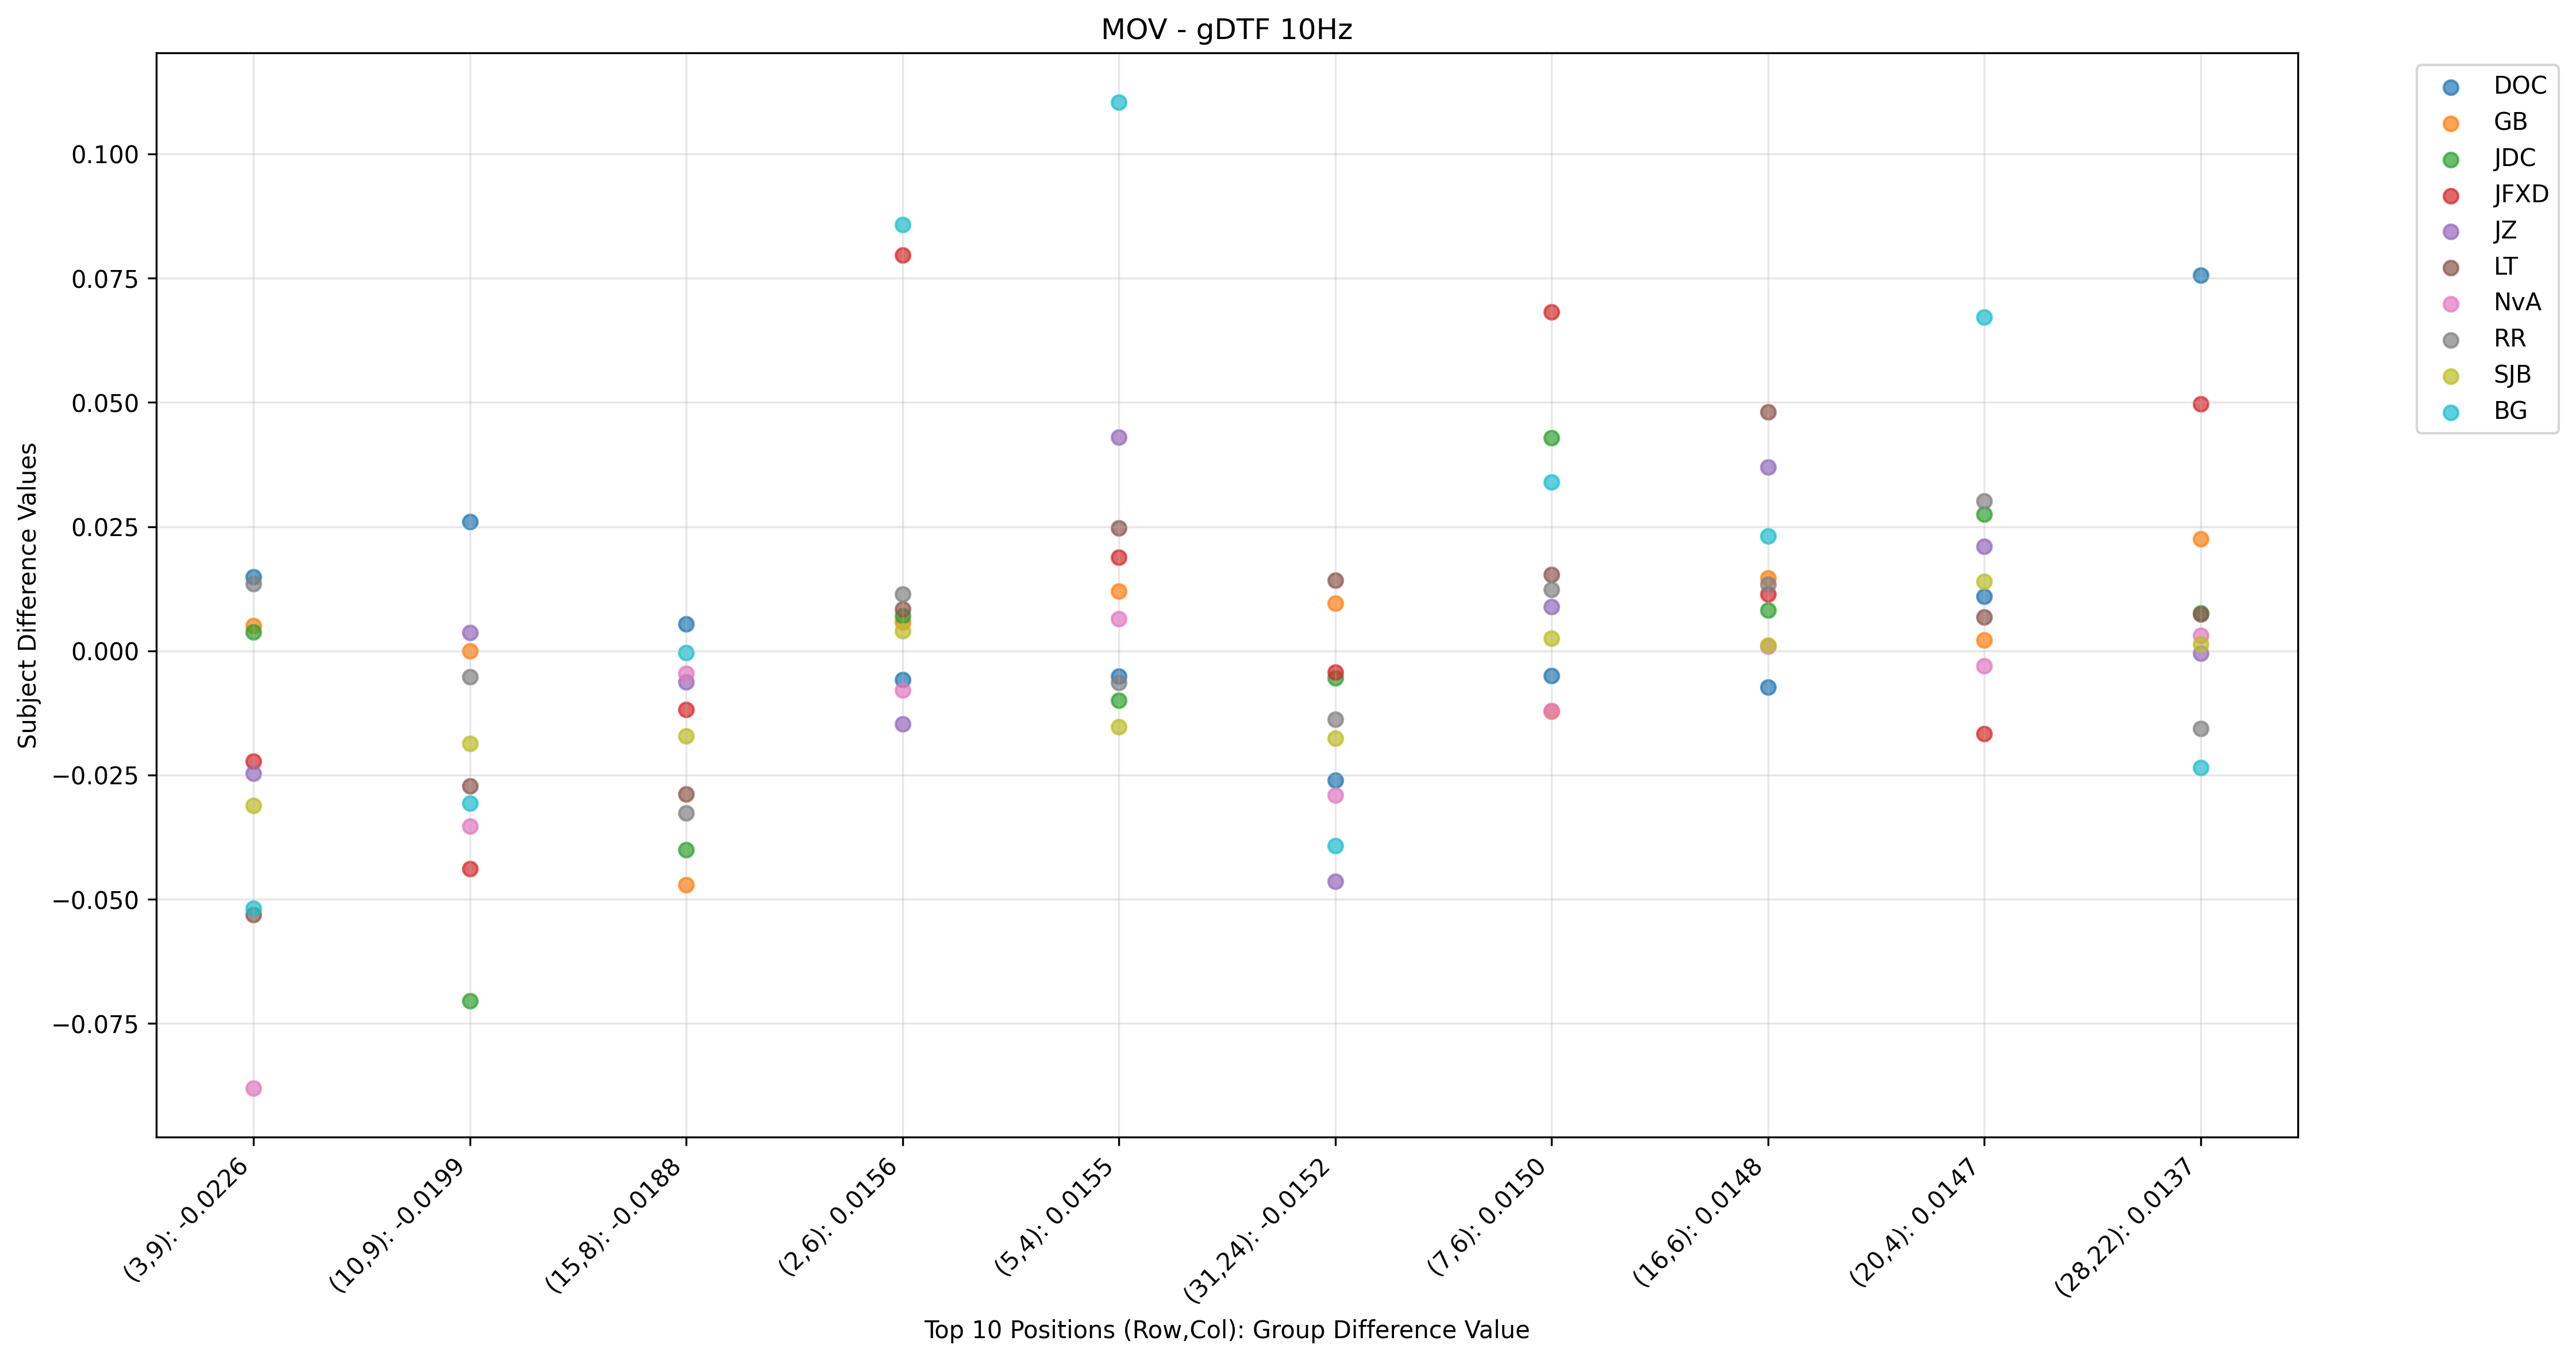 MOV - gDTF 10Hz
Subject Difference Values
0.100
0.075
0.050
0.025
0.000
−0.025
−0.050
−0.075
(3,9): -0.0226
(10,9): -0.0199
(15,8): -0.0188
(2,6): 0.0156
(5,4): 0.0155
(31,24): -0.0152
(7,6): 0.0150
(16,6): 0.0148
(20,4): 0.0147
(28,22): 0.0137
Top 10 Positions (Row,Col): Group Difference Value
DOC
GB
JDC
JFXD
JZ
LT
NvA
RR
SJB
BG